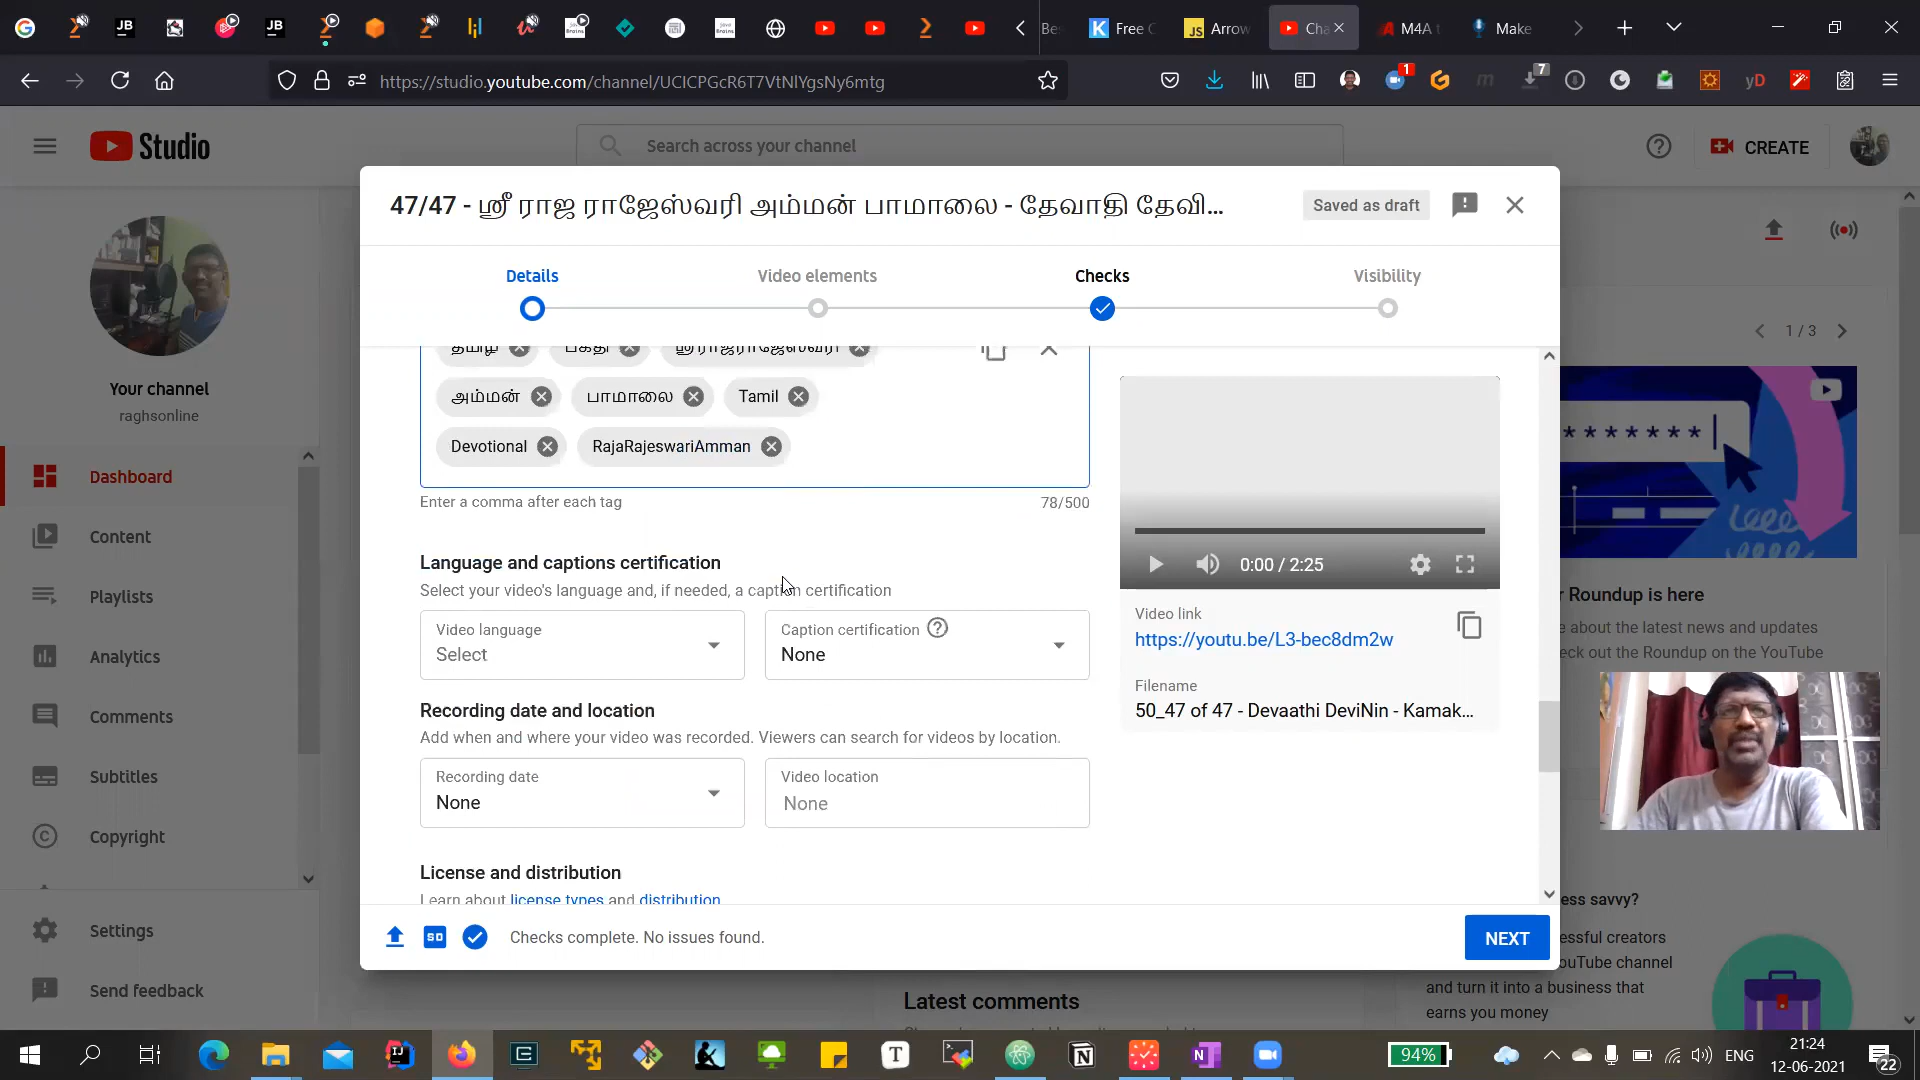 Free
Arrow
Cha
M4A
Make
https://studio.youtube.com/channel/UCICPGcR6T7VtNlYgsNy6mtg
1
7
yD
Studio
Search across your channel
CREATE
47/47 - ஸ்ரீ ராஜ ராஜேஸ்வரி அம்மன் பாமாலை - தேவாதி தேவி...
Saved as draft
Details
Video elements
Checks
Visibility
1 / 3
தமிழ்
பக்தி
ஸ்ரீராஜராஜேஸ்வரி
அம்மன்
பாமாலை
Tamil
Devotional
RajaRajeswariAmman
Enter a comma after each tag
78/500
Language and captions certification
Select your video's language and, if needed, a caption certification
Video language
Select
Caption certification
None
Recording date and location
Add when and where your video was recorded. Viewers can search for videos by location.
Recording date
None
Video location
None
License and distribution
Learn about license types and distribution
0:00 / 2:25
Video link
https://youtu.be/L3-bec8dm2w
Filename
50_47 of 47 - Devaathi DeviNin - Kamak...
SD
Checks complete. No issues found.
NEXT
Your channel
raghsonline
Dashboard
Content
Playlists
Analytics
Comments
Subtitles
Copyright
Settings
Send feedback
*******
r Roundup is here
e about the latest news and updates
eck out the Roundup on the YouTube
ess savvy?
essful creators
ouTube channel
and turn it into a business that
earns you money
Latest comments
94%
ENG
21:24
12-06-2021
22